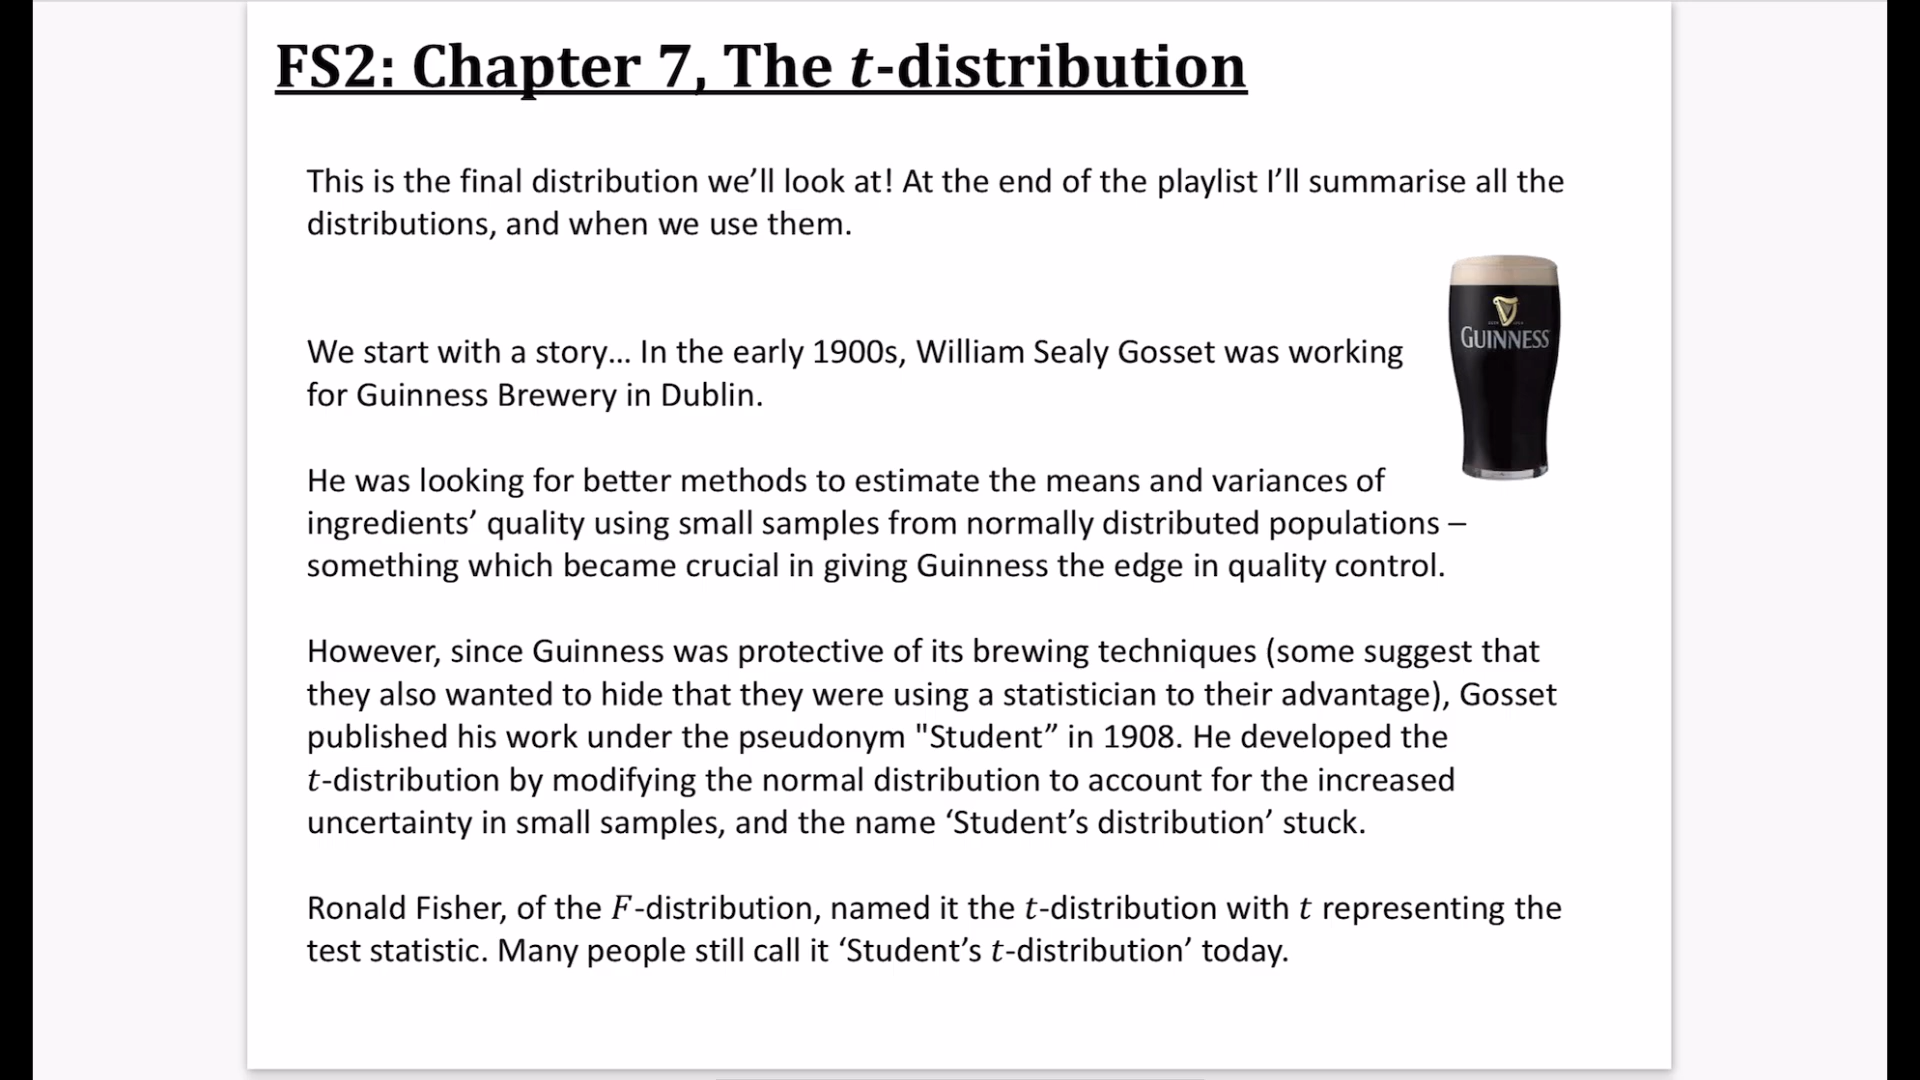 FS2: Chapter 7, The t-distribution
This is the final distribution we’ll look at! At the end of the playlist I’ll summarise all the
distributions, and when we use them.
We start with a story… In the early 1900s, William Sealy Gosset was working
for Guinness Brewery in Dublin.
GUINNESS
He was looking for better methods to estimate the means and variances of
ingredients’ quality using small samples from normally distributed populations –
something which became crucial in giving Guinness the edge in quality control.
However, since Guinness was protective of its brewing techniques (some suggest that
they also wanted to hide that they were using a statistician to their advantage), Gosset
published his work under the pseudonym "Student” in 1908. He developed the
t-distribution by modifying the normal distribution to account for the increased
uncertainty in small samples, and the name ‘Student’s distribution’ stuck.
Ronald Fisher, of the F-distribution, named it the t-distribution with t representing the
test statistic. Many people still call it ‘Student’s t-distribution’ today.